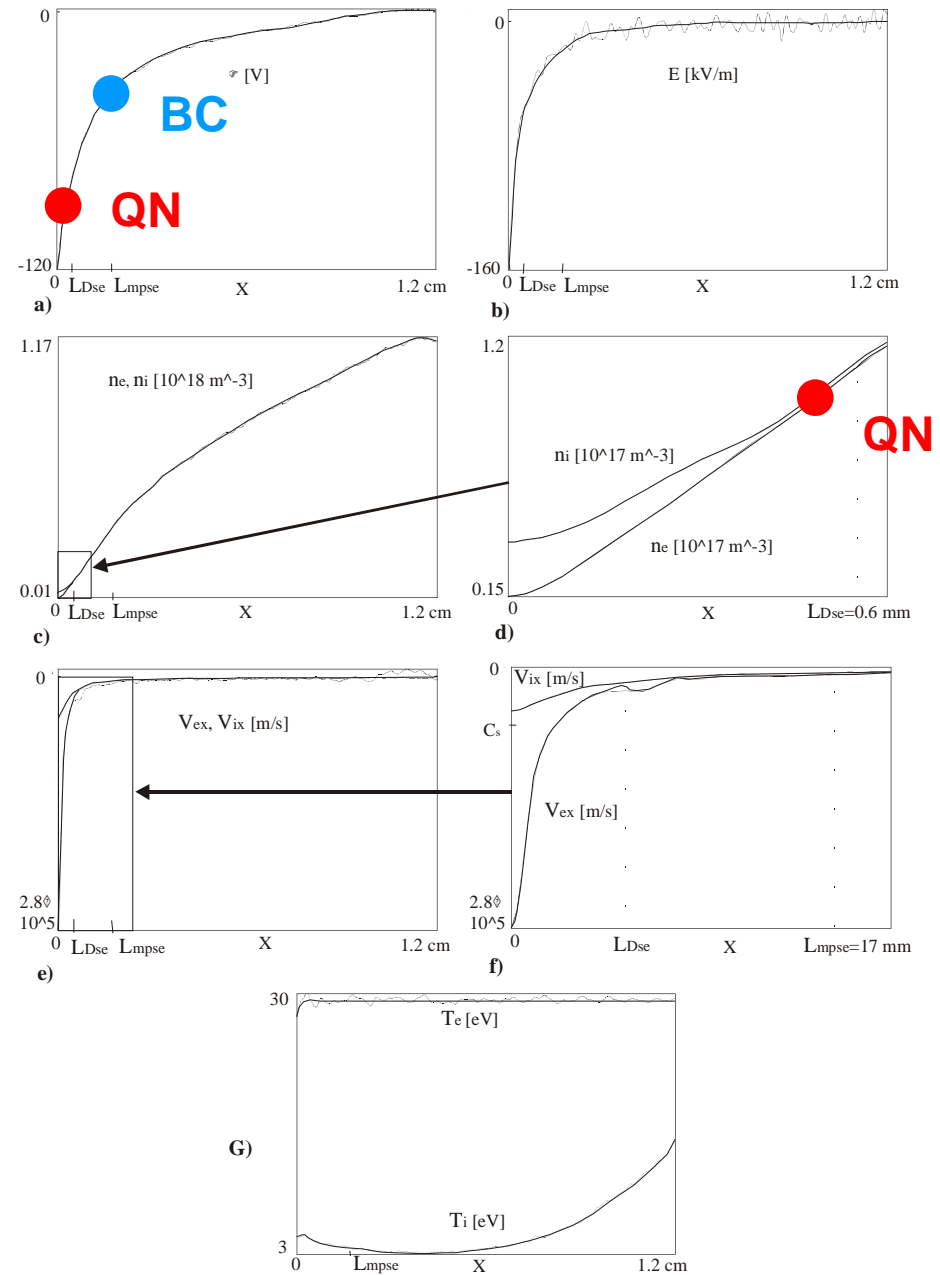 0
☞ [V]
BC
QN
-120
0
LDse
Lmpse
X
1.2 cm
a)
0
E [kV/m]
-160
0
LDse
Lmpse
X
1.2 cm
b)
1.17
ne, ni [10^18 m^-3]
0.01
0
LDse
Lmpse
X
1.2 cm
c)
1.2
QN
ni [10^17 m^-3]
ne [10^17 m^-3]
0.15
0
X
LDse=0.6 mm
d)
0
Vex, Vix [m/s]
2.8◊
10^5
0
LDse
Lmpse
X
1.2 cm
e)
0
Vix [m/s]
Cs
Vex [m/s]
2.8◊
10^5
0
LDse
X
Lmpse=17 mm
f)
30
Te [eV]
G)
Ti [eV]
3
0
Lmpse
X
1.2 cm